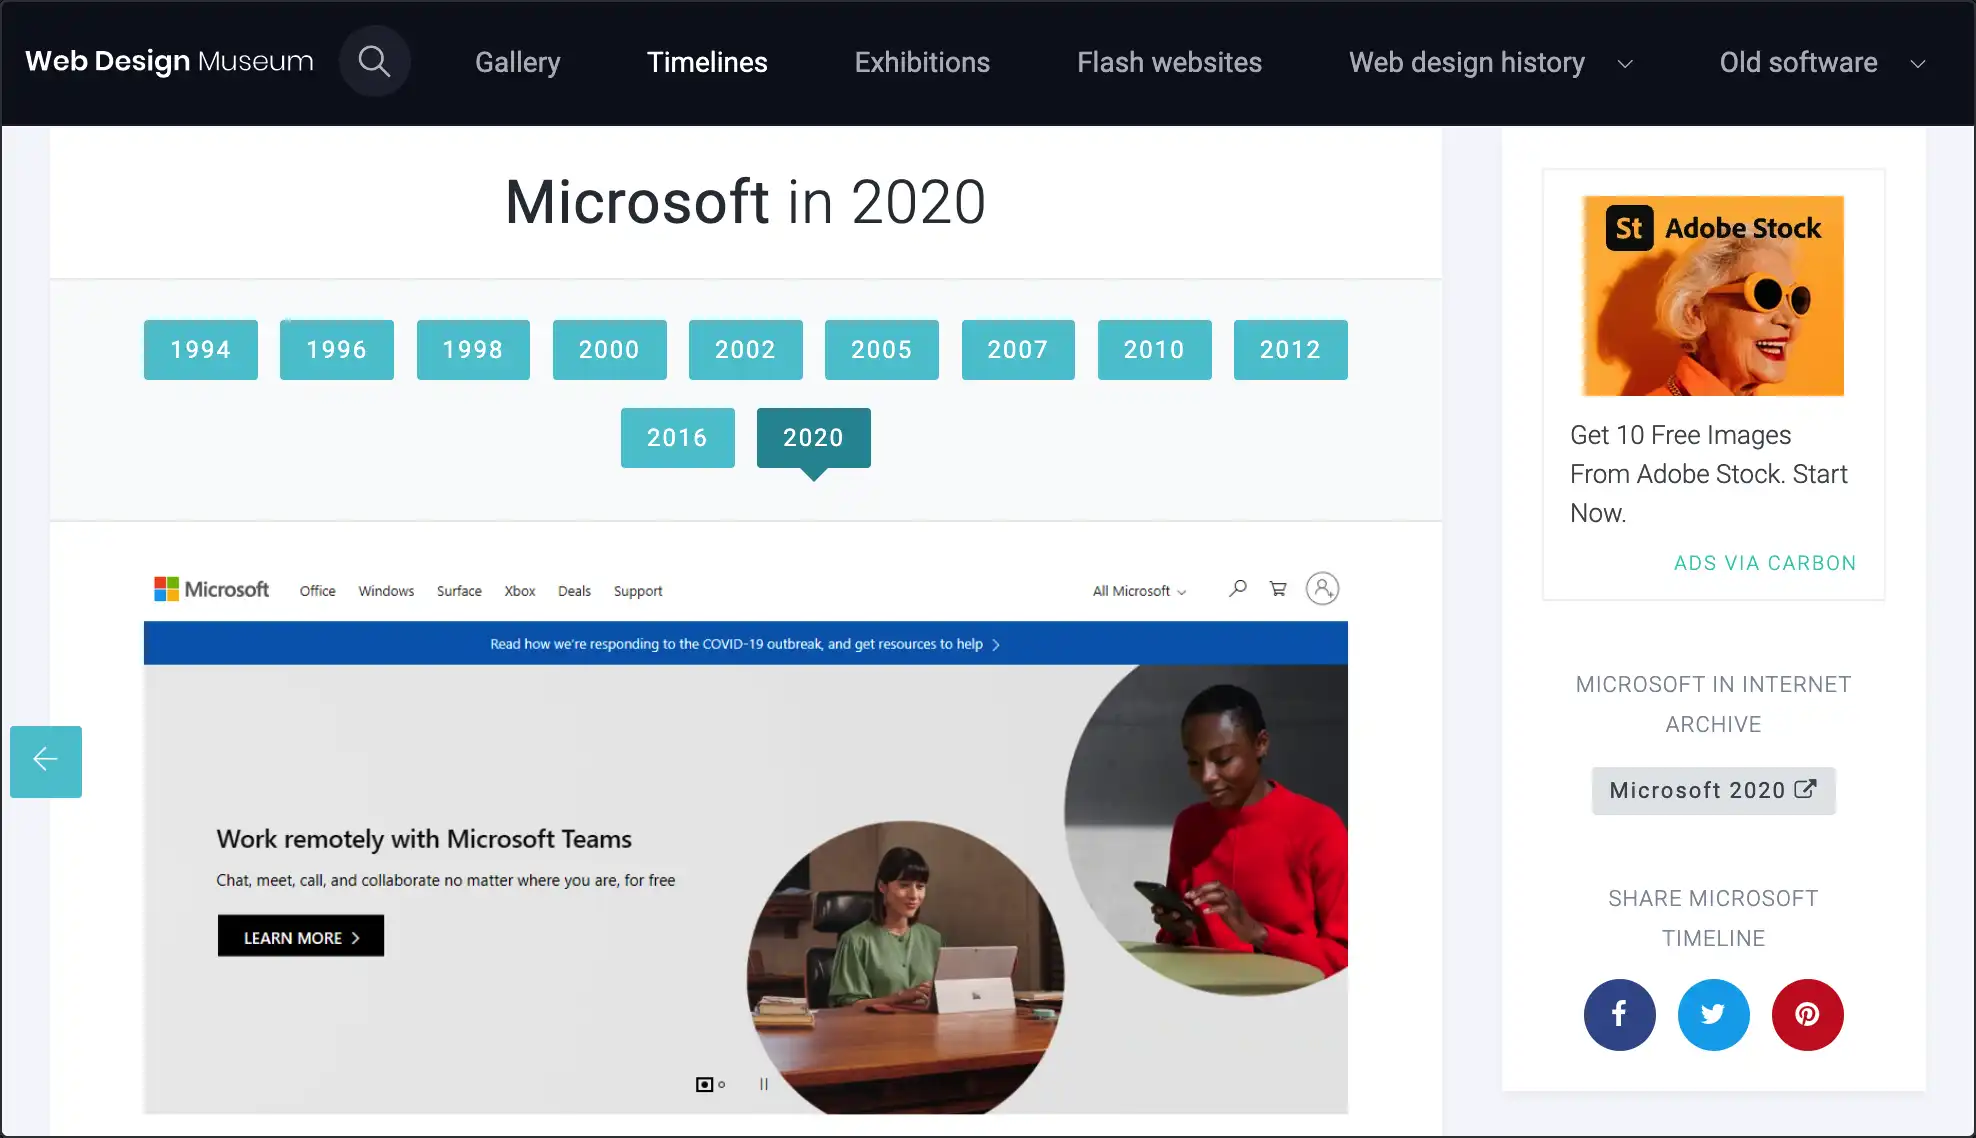 Web Design Museum
Gallery
Timelines
Exhibitions
Flash websites
Web design history
Old software
Microsoft in 2020
1994
1996
1998
2000
2002
2005
2007
2010
2012
2016
2020
Microsoft
Office
Windows
Surface
Xbox
Deals
Support
All Microsoft
Read how we're responding to the COVID-19 outbreak, and get resources to help
Work remotely with Microsoft Teams
Chat, meet, call, and collaborate no matter where you are, for free
LEARN MORE
St Adobe Stock
Get 10 Free Images
From Adobe Stock. Start
Now.
ADS VIA CARBON
MICROSOFT IN INTERNET
ARCHIVE
Microsoft 2020
SHARE MICROSOFT
TIMELINE